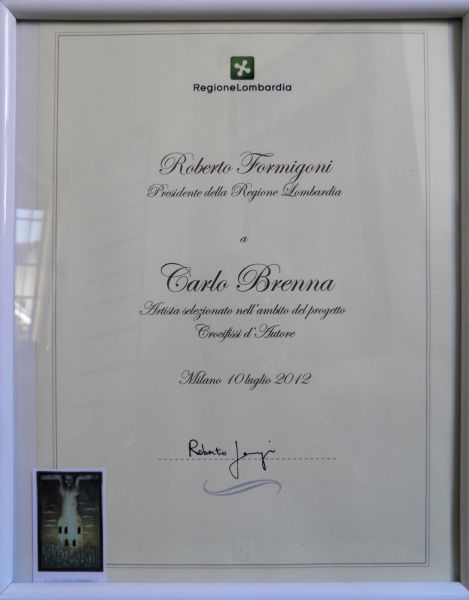 RegioneLombardia
Roberto Formigoni
Presidente della Regione Lombardia
a
Carlo Brenna
Artista selezionato nell'ambito del progetto
Crocifissi d'Autore
Milano 10 luglio 2012
Roberto